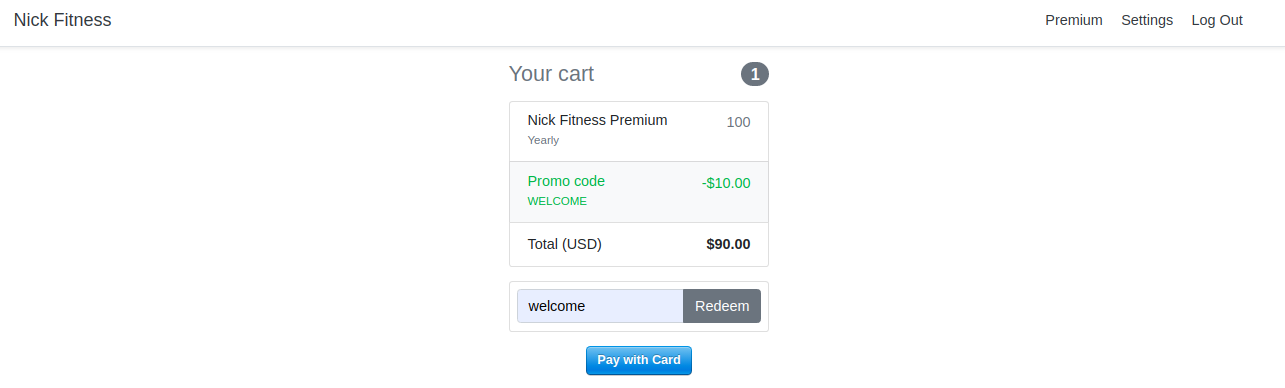 Nick Fitness Premium Settings Log Out
Your cart 1
Nick Fitness Premium 100
Yearly
Promo code -$10.00
WELCOME
Total (USD) $90.00
welcome Redeem
Pay with Card